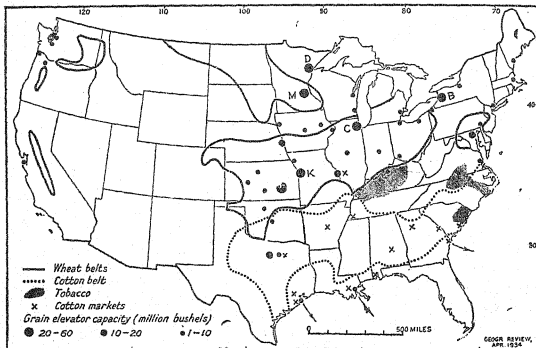 120
110
100
90
80
70
40
30
D
M
B
C
K
Wheat belts
Cotton belt
Tobacco
Cotton markets
Grain elevator capacity (million bushels)
20-60 10-20 1-10
500 MILES
GEOGR. REVIEW,
APR. 1934